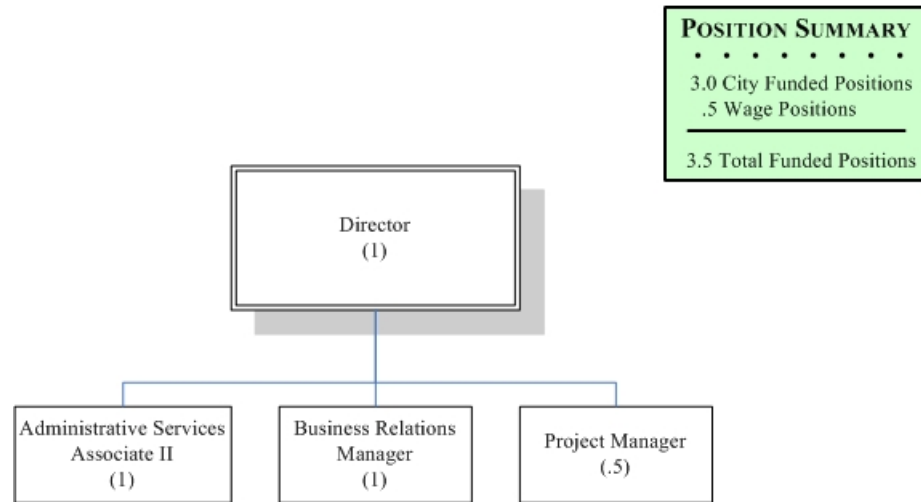 POSITION SUMMARY
3.0 City Funded Positions
.5 Wage Positions
3.5 Total Funded Positions
Director
(1)
Administrative Services
Associate II
(1)
Business Relations
Manager
(1)
Project Manager
(.5)